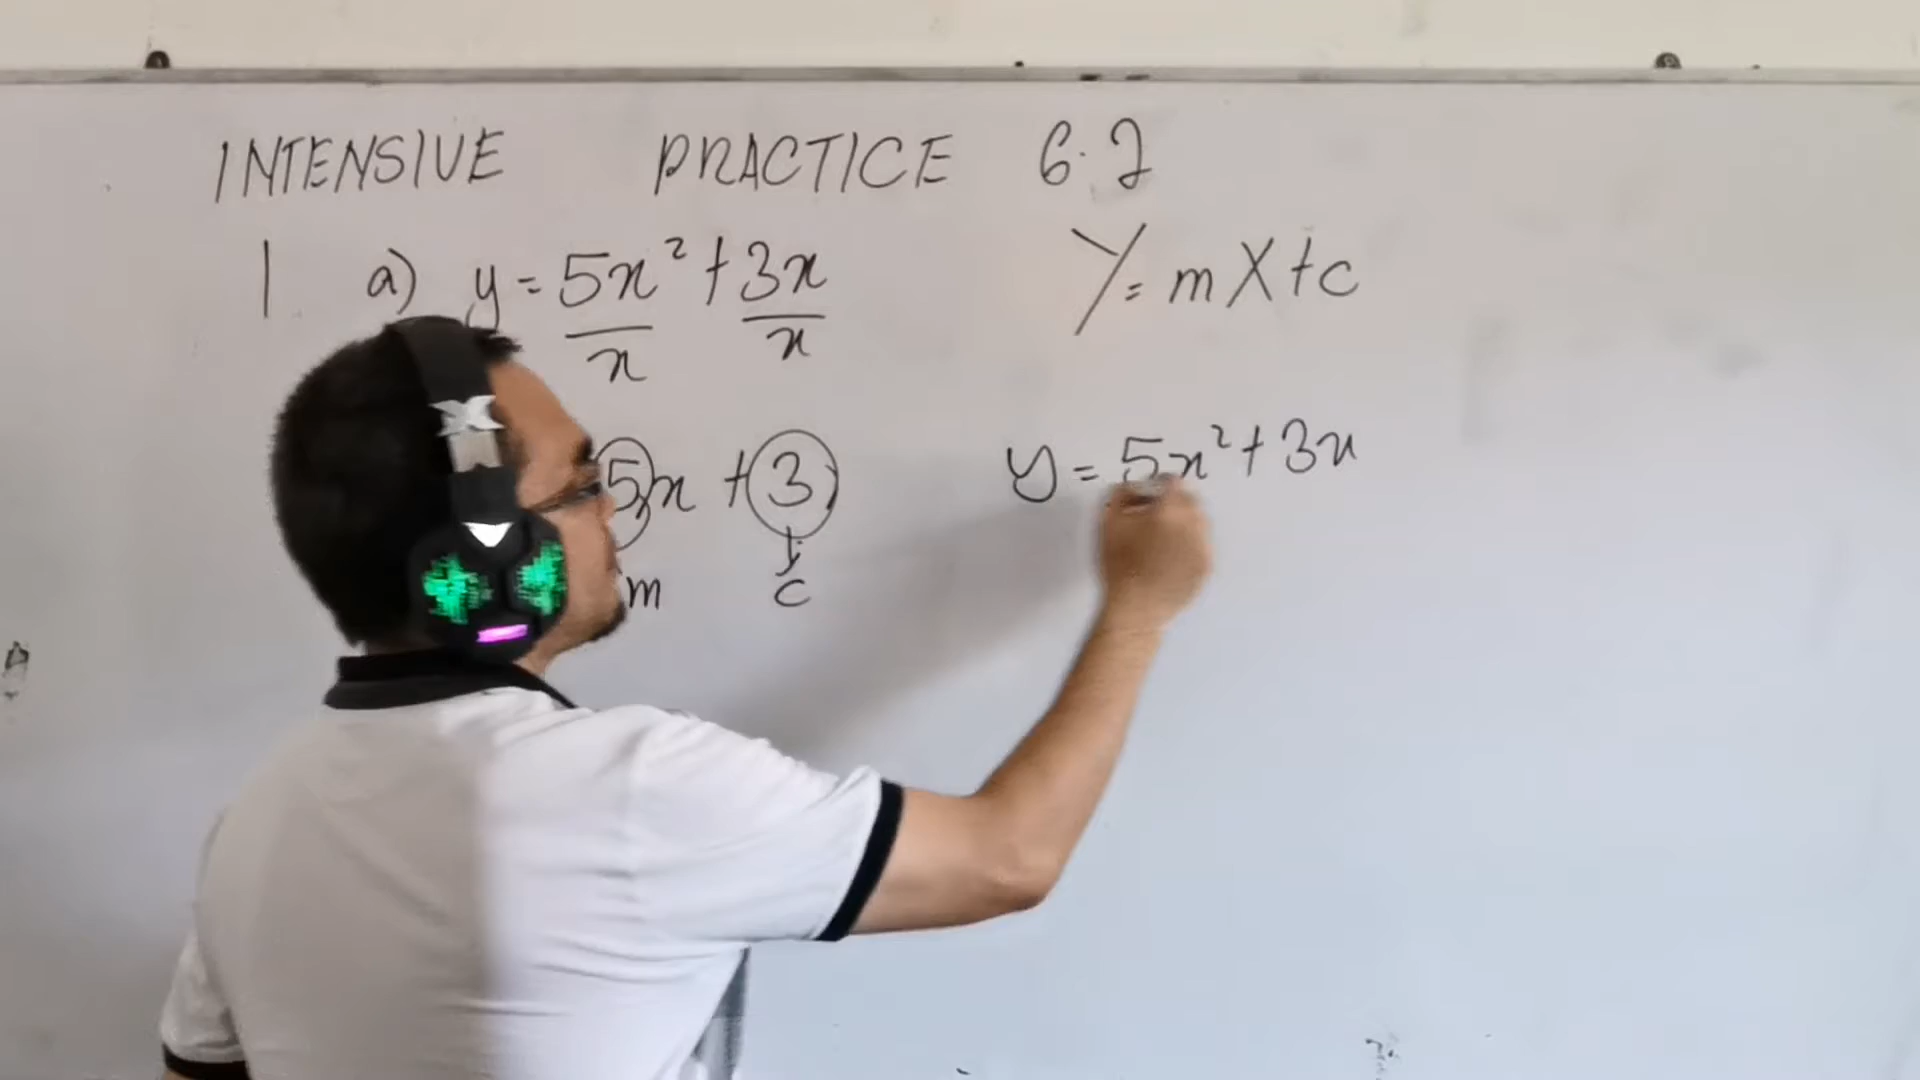 INTENSIVE PRACTICE 6.2
1 a) y = 5x²/x + 3x/x
Y = mX + c
5x + 3
y = 5x² + 3x
m c